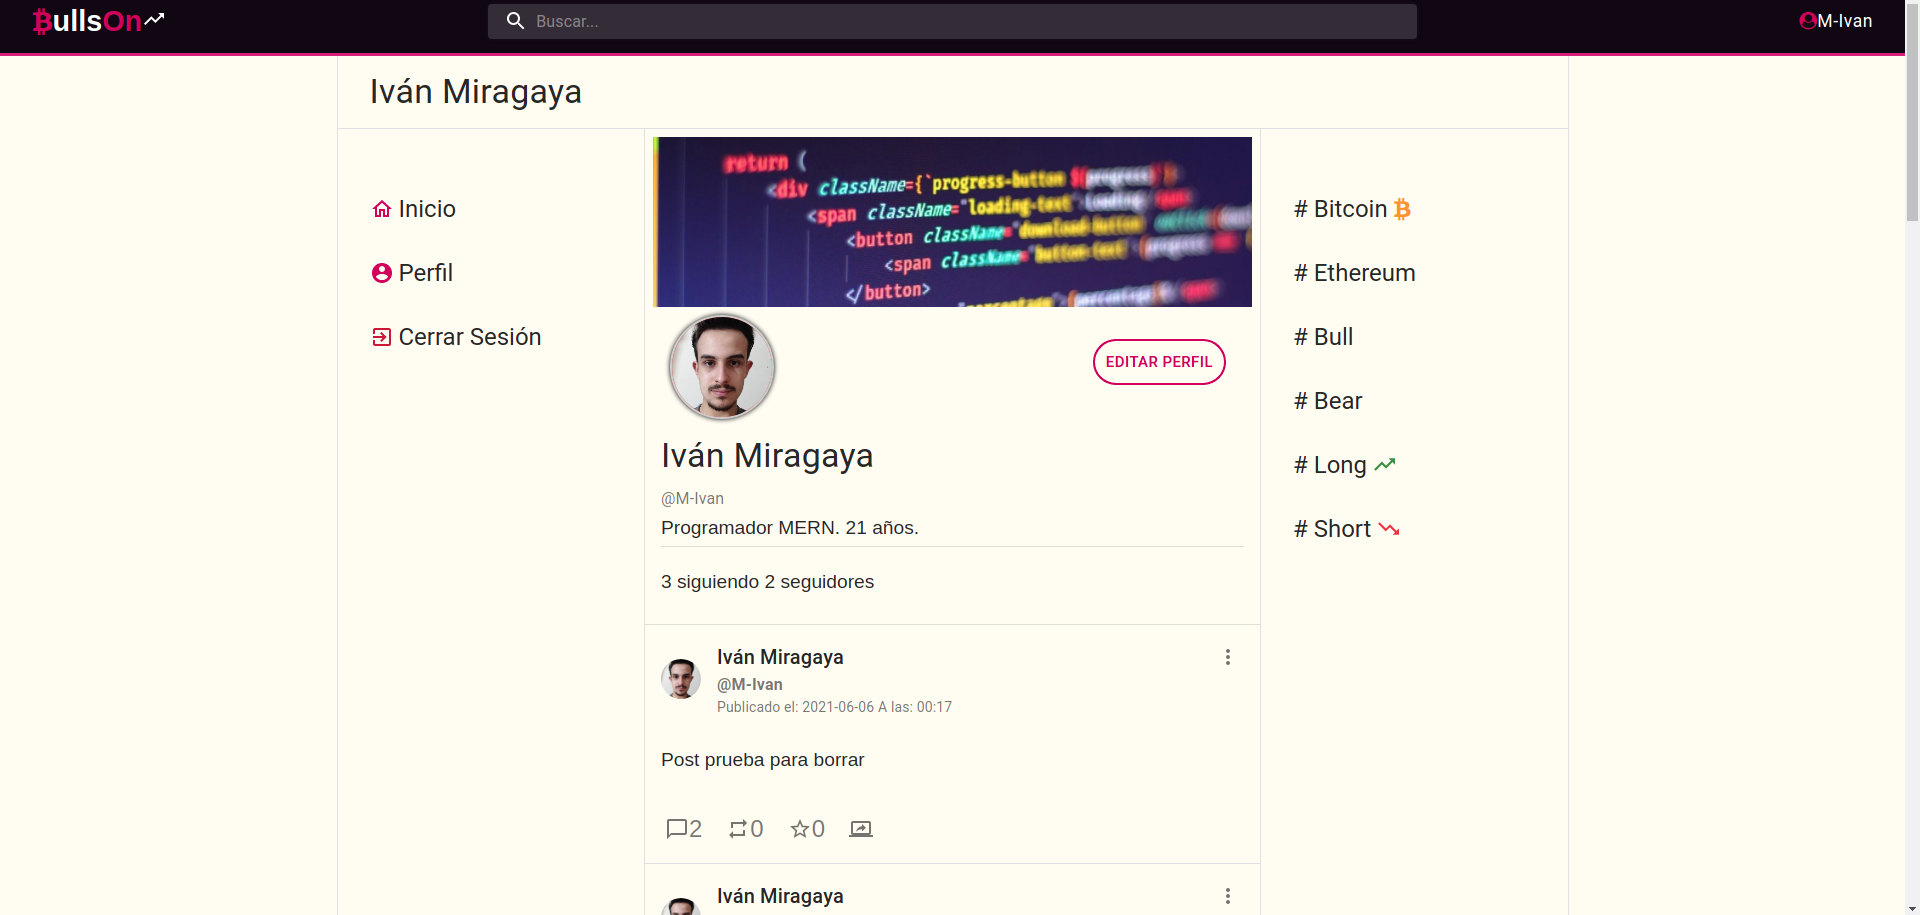 BullsOn
Buscar...
M-Ivan
Iván Miragaya
Inicio
Perfil
Cerrar Sesión
return (
<div className={`progress-button ${progress}`}>
<span className="loading-text">Loading
<button className="download-button
<span className="button-text">{progress
</button>
EDITAR PERFIL
Iván Miragaya
@M-Ivan
Programador MERN. 21 años.
3 siguiendo 2 seguidores
Iván Miragaya
@M-Ivan
Publicado el: 2021-06-06 A las: 00:17
Post prueba para borrar
2 0 0
Iván Miragaya
# Bitcoin
# Ethereum
# Bull
# Bear
# Long
# Short